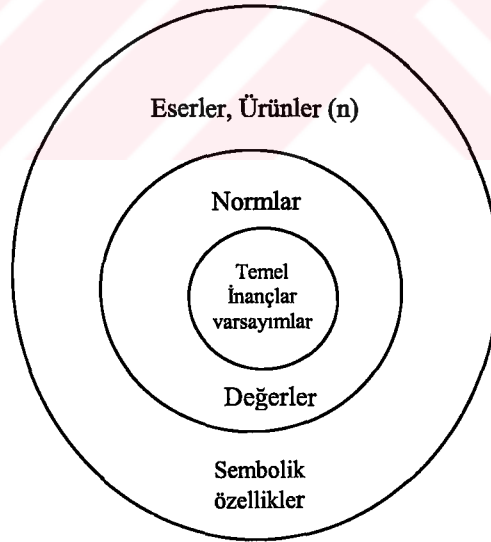 Eserler, Ürünler (n)
Normlar
Temel
İnançlar
varsayımlar
Değerler
Sembolik
özellikler